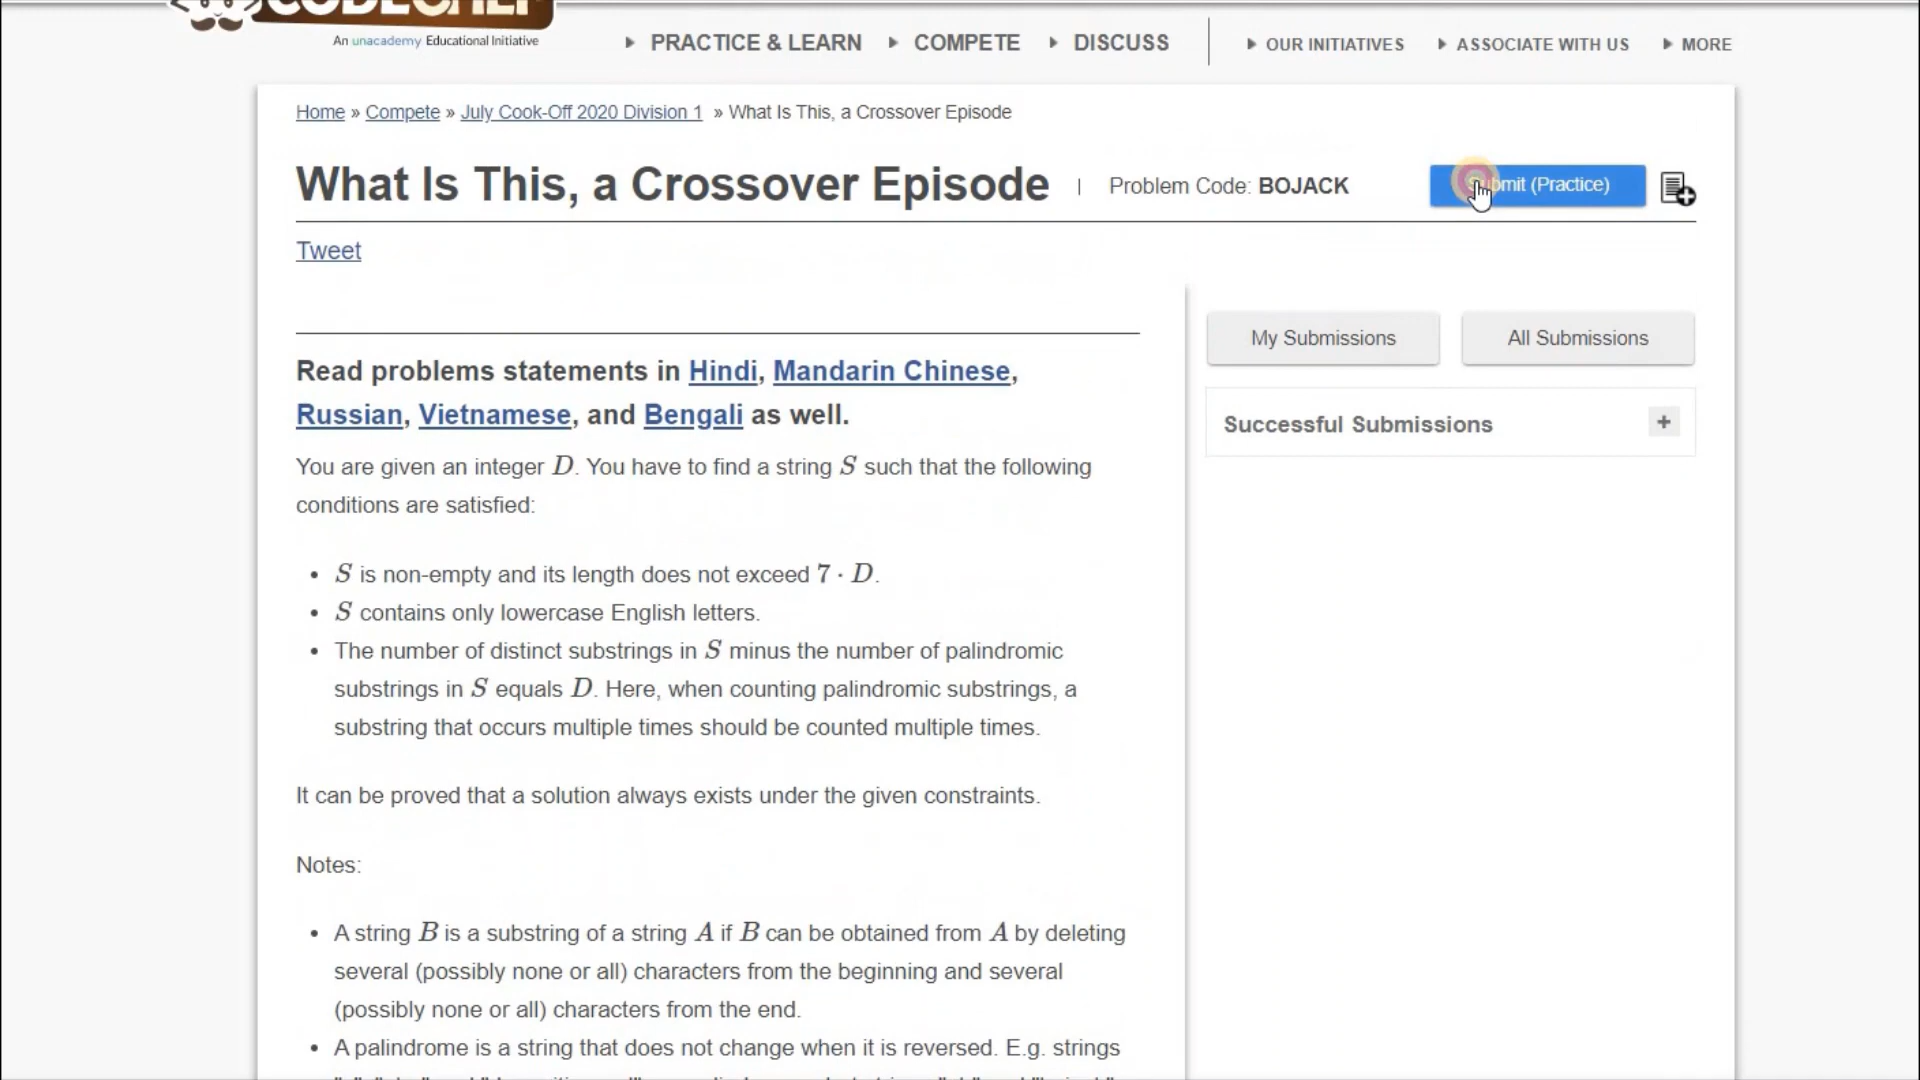 CODECHEF
An unacademy Educational Initiative
PRACTICE & LEARN COMPETE DISCUSS OUR INITIATIVES ASSOCIATE WITH US MORE
Home » Compete » July Cook-Off 2020 Division 1 » What Is This, a Crossover Episode
What Is This, a Crossover Episode | Problem Code: BOJACK Submit (Practice)
Tweet
My Submissions All Submissions
Successful Submissions +
Read problems statements in Hindi, Mandarin Chinese,
Russian, Vietnamese, and Bengali as well.
You are given an integer D. You have to find a string S such that the following
conditions are satisfied:
• S is non-empty and its length does not exceed 7 · D.
• S contains only lowercase English letters.
• The number of distinct substrings in S minus the number of palindromic
substrings in S equals D. Here, when counting palindromic substrings, a
substring that occurs multiple times should be counted multiple times.
It can be proved that a solution always exists under the given constraints.
Notes:
• A string B is a substring of a string A if B can be obtained from A by deleting
several (possibly none or all) characters from the beginning and several
(possibly none or all) characters from the end.
• A palindrome is a string that does not change when it is reversed. E.g. strings